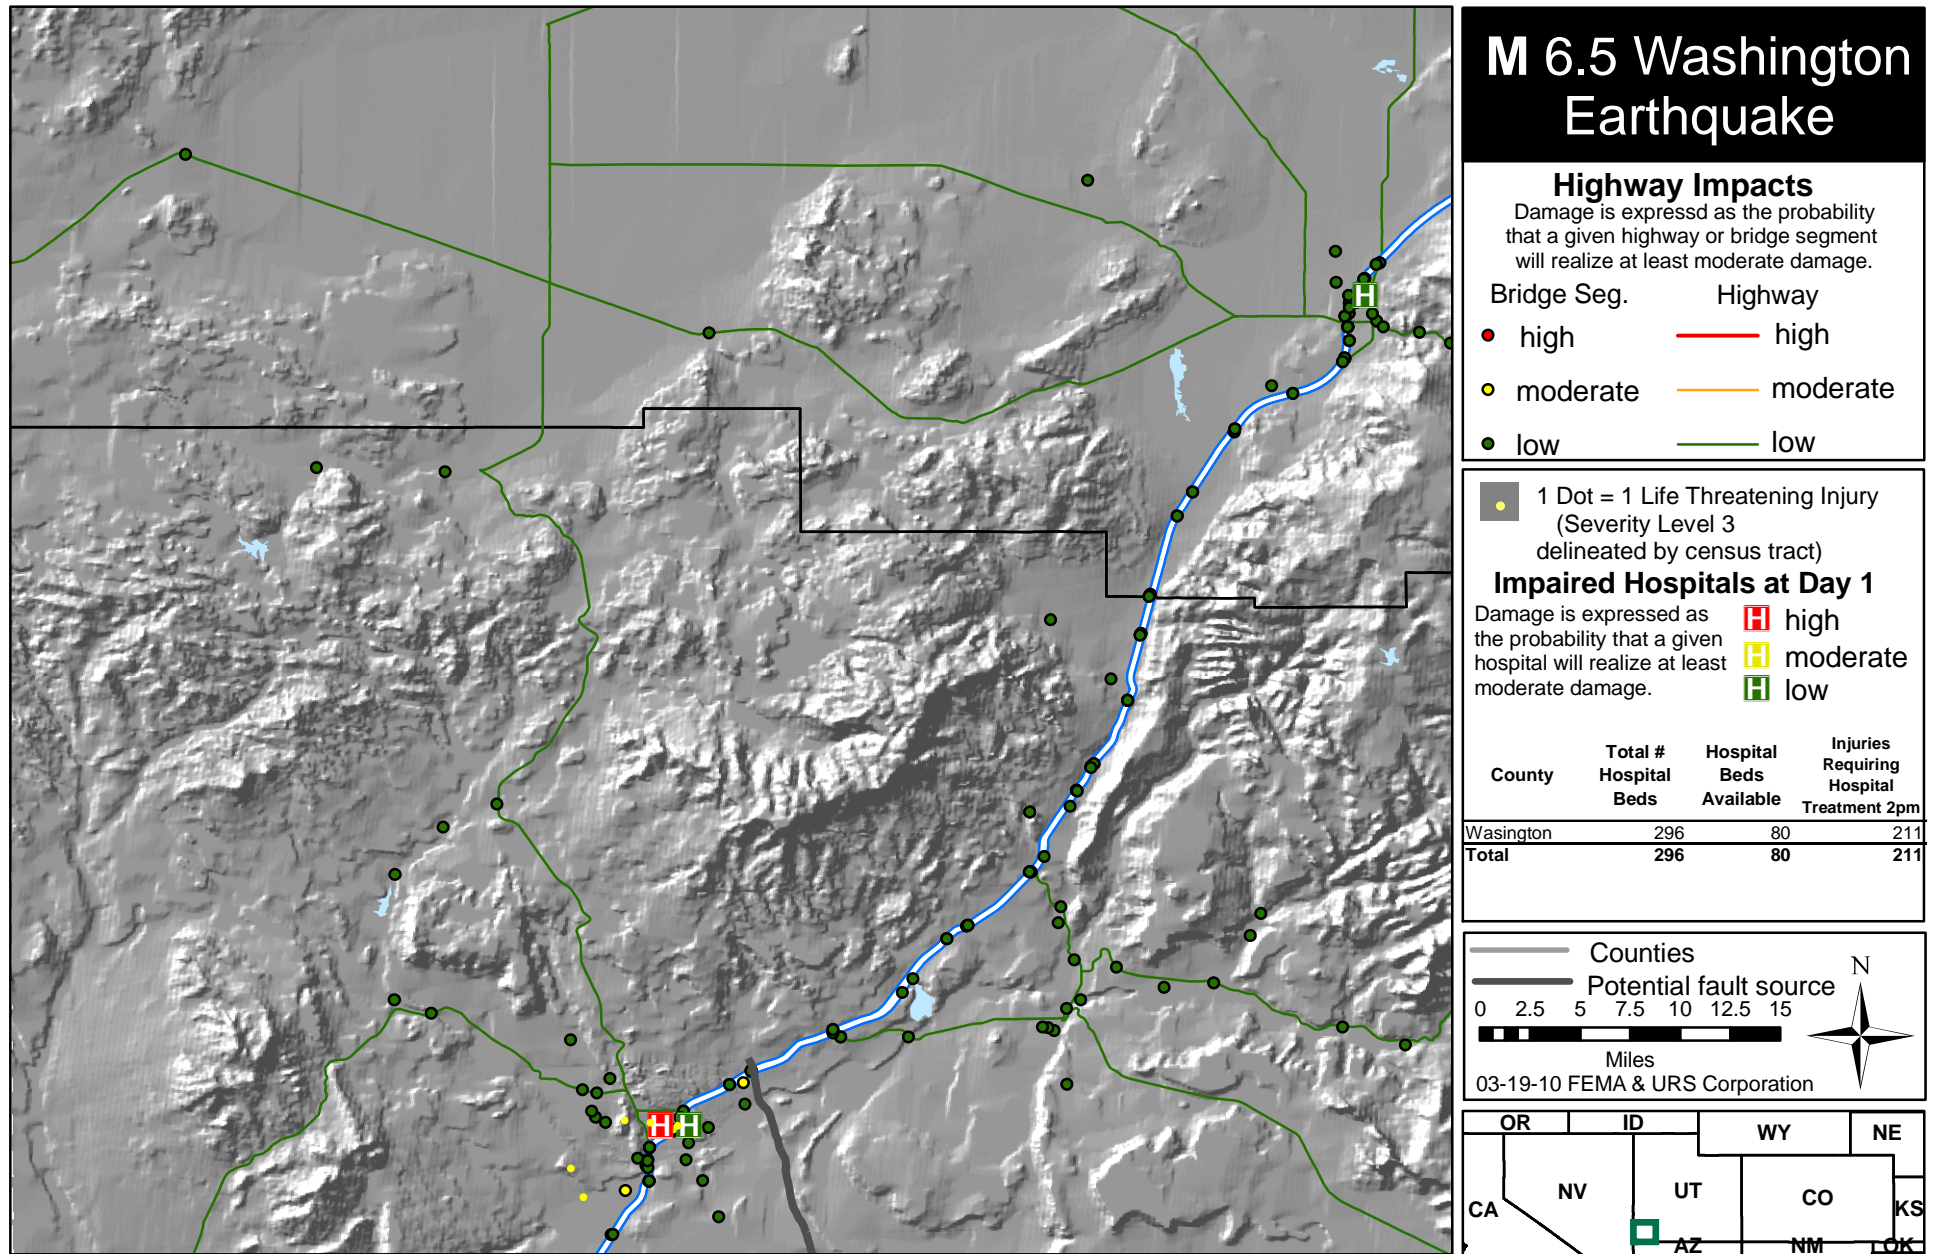 M 6.5 Washington
Earthquake
Highway Impacts
Damage is expressd as the probability
that a given highway or bridge segment
will realize at least moderate damage.
Bridge Seg. Highway
high high
moderate moderate
low low
1 Dot = 1 Life Threatening Injury
(Severity Level 3
delineated by census tract)
Impaired Hospitals at Day 1
Damage is expressed as
the probability that a given
hospital will realize at least
moderate damage.
H high
H moderate
H low
County Total # Hospital Beds Hospital Beds Available Injuries Requiring Hospital Treatment 2pm
Wasington 296 80 211
Total 296 80 211
Counties
Potential fault source
N
0 2.5 5 7.5 10 12.5 15
Miles
03-19-10 FEMA & URS Corporation
OR ID WY NE
NV UT CO
CA KS
AZ NM OK
H
H H